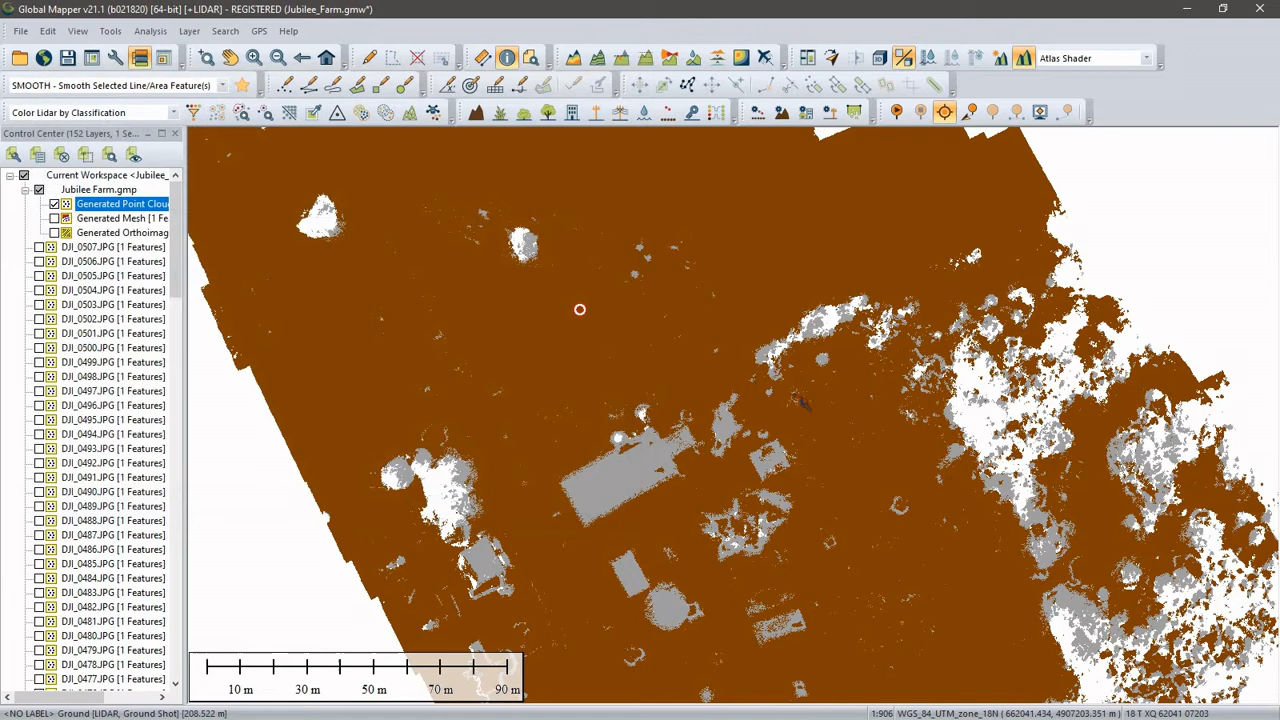 Global Mapper v21.1 (b021820) [64-bit] [+LIDAR] - REGISTERED (Jubilee_Farm.gmw*)
File Edit View Tools Analysis Layer Search GPS Help
Atlas Shader
SMOOTH - Smooth Selected Line/Area Feature(s)
Color Lidar by Classification
Control Center (152 Layers, 1 Se...
Current Workspace <Jubilee_
Jubilee Farm.gmp
Generated Point Clou
Generated Mesh [1 Fe
Generated Orthoimag
DJI_0507.JPG [1 Features]
DJI_0506.JPG [1 Features]
DJI_0505.JPG [1 Features]
DJI_0504.JPG [1 Features]
DJI_0503.JPG [1 Features]
DJI_0502.JPG [1 Features]
DJI_0501.JPG [1 Features]
DJI_0500.JPG [1 Features]
DJI_0499.JPG [1 Features]
DJI_0498.JPG [1 Features]
DJI_0497.JPG [1 Features]
DJI_0496.JPG [1 Features]
DJI_0495.JPG [1 Features]
DJI_0494.JPG [1 Features]
DJI_0493.JPG [1 Features]
DJI_0492.JPG [1 Features]
DJI_0491.JPG [1 Features]
DJI_0490.JPG [1 Features]
DJI_0489.JPG [1 Features]
DJI_0488.JPG [1 Features]
DJI_0487.JPG [1 Features]
DJI_0486.JPG [1 Features]
DJI_0485.JPG [1 Features]
DJI_0484.JPG [1 Features]
DJI_0483.JPG [1 Features]
DJI_0482.JPG [1 Features]
DJI_0481.JPG [1 Features]
DJI_0480.JPG [1 Features]
DJI_0479.JPG [1 Features]
DJI_0478.JPG [1 Features]
DJI_0477.JPG [1 Features]
10 m 30 m 50 m 70 m 90 m
<NO LABEL> Ground [LIDAR, Ground Shot] [208.522 m]
1:906 WGS_84_UTM_zone_18N ( 662041.434, 4907203.351 m ) 18 T XQ 62041 07203